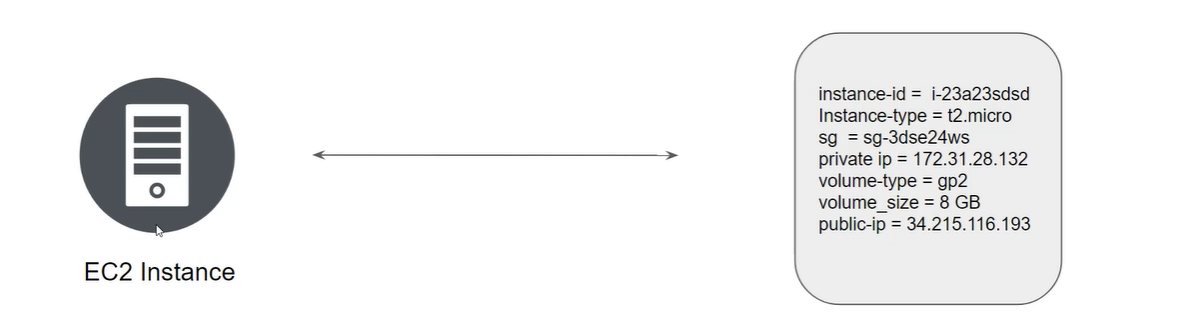 EC2 Instance
instance-id = i-23a23sdsd
Instance-type = t2.micro
sg = sg-3dse24ws
private ip = 172.31.28.132
volume-type = gp2
volume_size = 8 GB
public-ip = 34.215.116.193